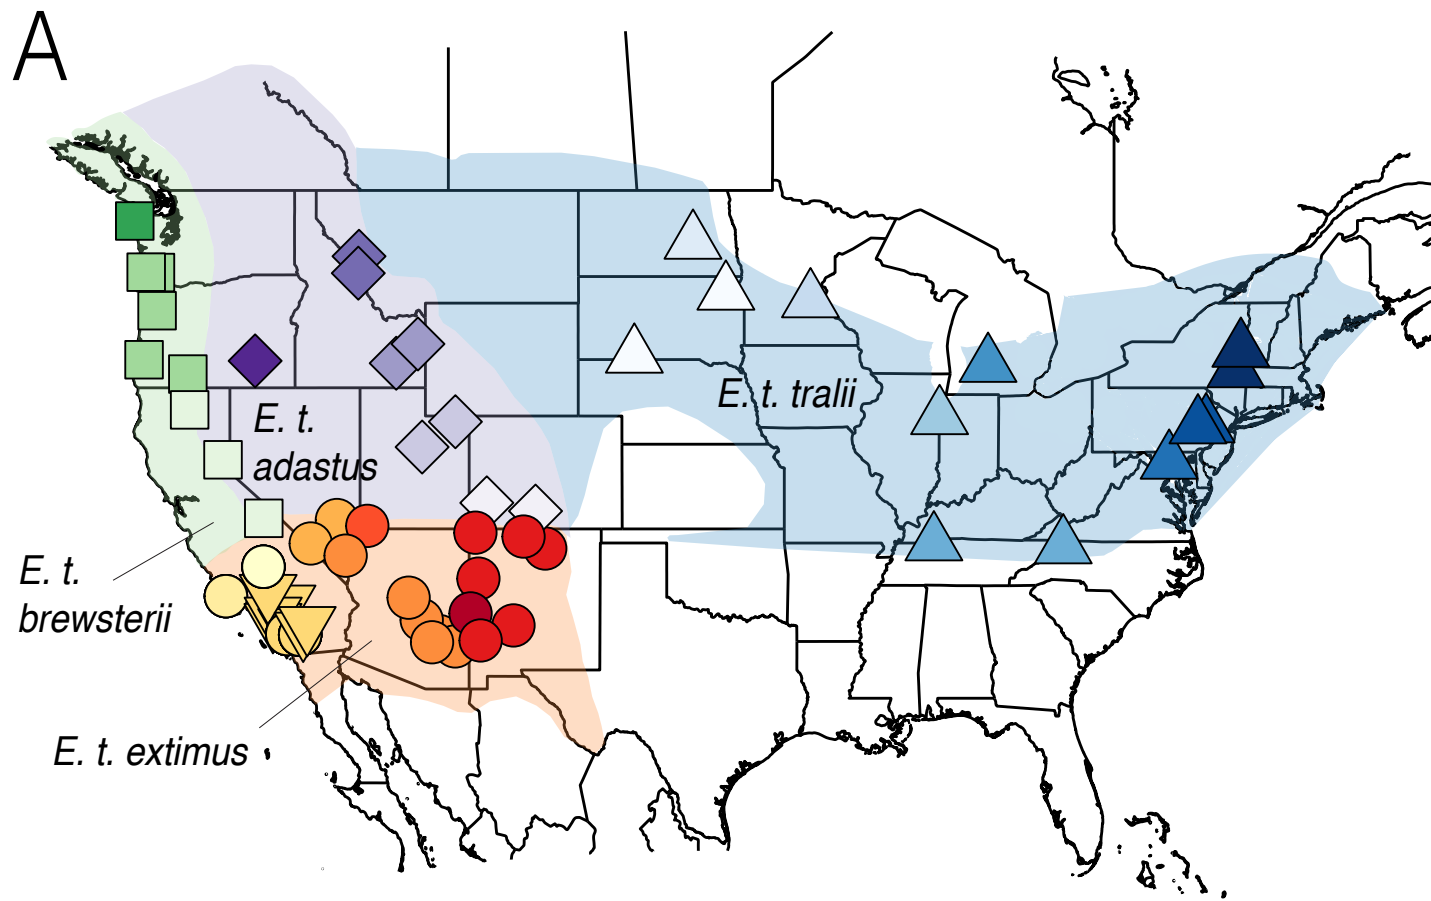 A
E. t. tralii
E. t.
adastus
E. t.
brewsterii
E. t. extimus